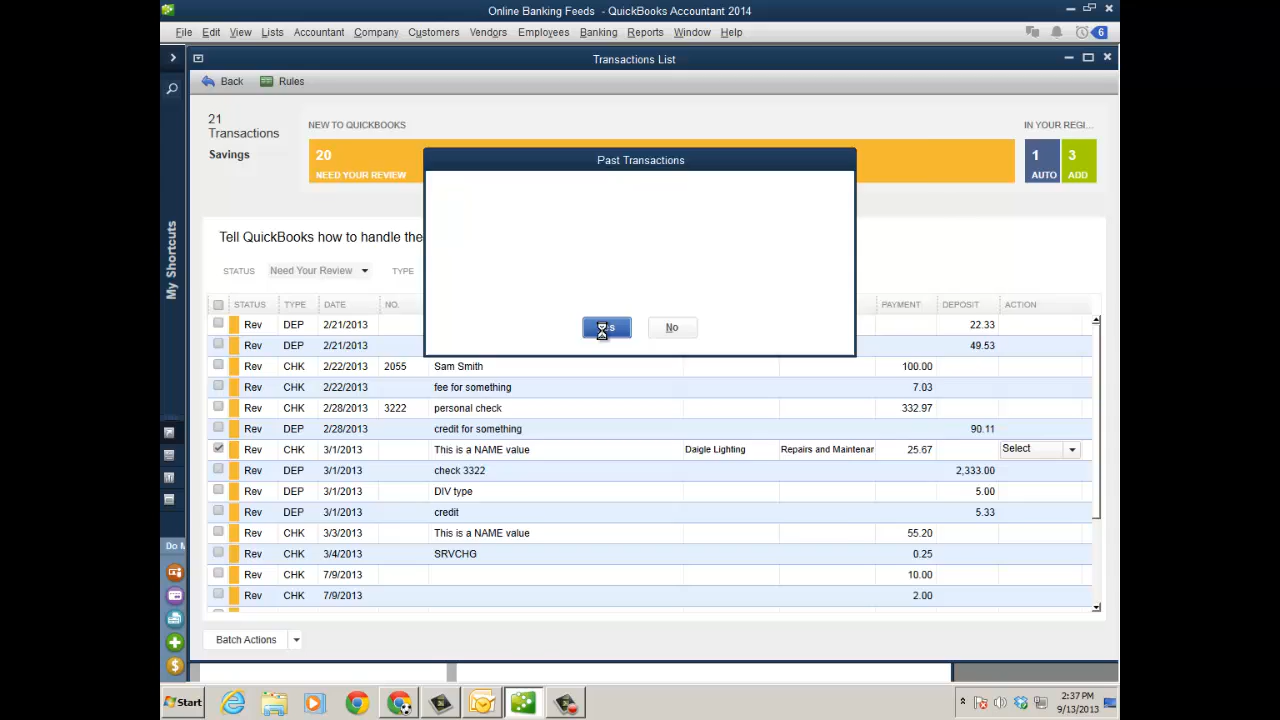 Online Banking Feeds - QuickBooks Accountant 2014
File Edit View Lists Accountant Company Customers Vendors Employees Banking Reports Window Help 6
Transactions List
Back Rules
21
Transactions
Savings
NEW TO QUICKBOOKS
20
NEED YOUR REVIEW
IN YOUR REGI...
1 3
AUTO ADD
Past Transactions
Tell QuickBooks how to handle the
STATUS Need Your Review TYPE
No
STATUS TYPE DATE NO. PAYMENT DEPOSIT ACTION
Rev DEP 2/21/2013 22.33
Rev DEP 2/21/2013 49.53
Rev CHK 2/22/2013 2055 Sam Smith 100.00
Rev CHK 2/22/2013 fee for something 7.03
Rev CHK 2/28/2013 3222 personal check 332.97
Rev DEP 2/28/2013 credit for something 90.11
Rev CHK 3/1/2013 This is a NAME value Daigle Lighting Repairs and Maintenar 25.67 Select
Rev DEP 3/1/2013 check 3322 2,333.00
Rev DEP 3/1/2013 DIV type 5.00
Rev DEP 3/1/2013 credit 5.33
Rev CHK 3/3/2013 This is a NAME value 55.20
Rev CHK 3/4/2013 SRVCHG 0.25
Rev CHK 7/9/2013 10.00
Rev CHK 7/9/2013 2.00
Batch Actions
My Shortcuts
Do M
Start
2:37 PM
9/13/2013